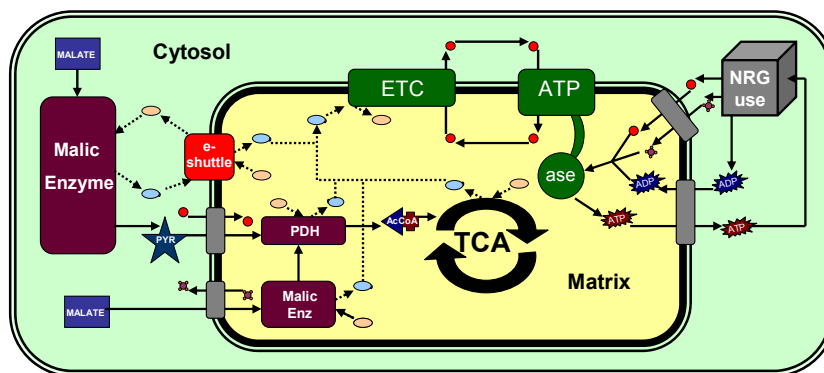 Cytosol
MALATE
ETC
ATP
NRG
use
Malic
Enzyme
e-
shuttle
ase
ADP
ADP
PYR
PDH
AcCoA
TCA
ATP
ATP
Matrix
Malic
Enz
MALATE